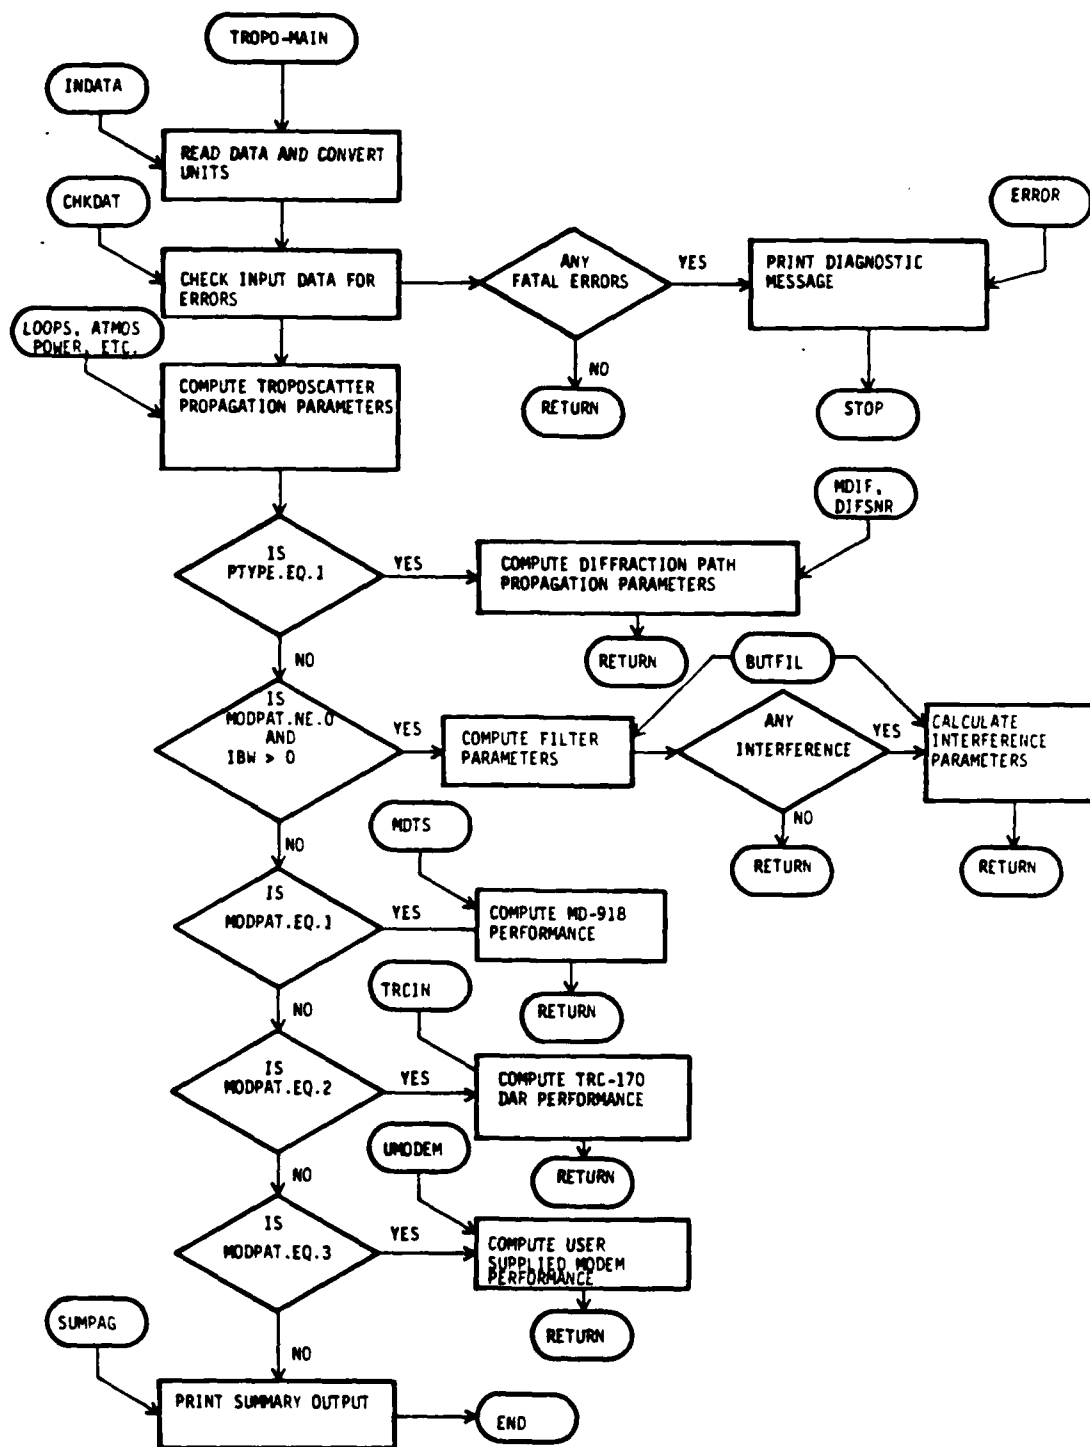 TROPO-MAIN
INDATA
READ DATA AND CONVERT
UNITS
CHKDAT
ERROR
CHECK INPUT DATA FOR
ERRORS
ANY
FATAL ERRORS
YES
PRINT DIAGNOSTIC
MESSAGE
LOOPS, ATMOS
POWER, ETC.
NO
COMPUTE TROPOSCATTER
PROPAGATION PARAMETERS
RETURN
STOP
MDIF,
DIFSNR
IS
PTYPE.EQ.1
YES
COMPUTE DIFFRACTION PATH
PROPAGATION PARAMETERS
NO
RETURN
BUTFIL
IS
MODPAT.NE.0
AND
IBW > 0
YES
COMPUTE FILTER
PARAMETERS
ANY
INTERFERENCE
YES
CALCULATE
INTERFERENCE
PARAMETERS
NO
NO
RETURN
RETURN
MDTS
IS
MODPAT.EQ.1
YES
COMPUTE MD-918
PERFORMANCE
TRCIN
NO
RETURN
IS
MODPAT.EQ.2
YES
COMPUTE TRC-170
DAR PERFORMANCE
UMODEM
NO
RETURN
IS
MODPAT.EQ.3
YES
COMPUTE USER
SUPPLIED MODEM
PERFORMANCE
SUMPAG
NO
RETURN
PRINT SUMMARY OUTPUT
END